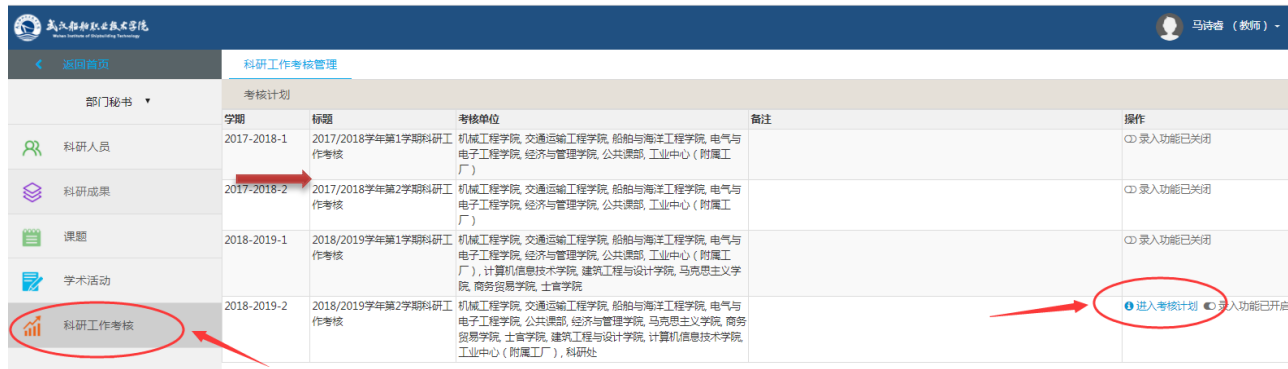 武汉船舶职业技术学院
Wuhan Institute of Shipbuilding Technology
马诗睿 （教师）
返回首页
科研工作考核管理
部门秘书
考核计划
学期 标题 考核单位 备注 操作
科研人员
2017-2018-1 2017/2018学年第1学期科研工 机械工程学院, 交通运输工程学院, 船舶与海洋工程学院, 电气与 录入功能已关闭
作考核 电子工程学院, 经济与管理学院, 公共课部, 工业中心（附属工
厂）
科研成果
2017-2018-2 2017/2018学年第2学期科研工 机械工程学院, 交通运输工程学院, 船舶与海洋工程学院, 电气与 录入功能已关闭
作考核 电子工程学院, 经济与管理学院, 公共课部, 工业中心（附属工
厂）
课题
2018-2019-1 2018/2019学年第1学期科研工 机械工程学院, 交通运输工程学院, 船舶与海洋工程学院, 电气与 录入功能已关闭
作考核 电子工程学院, 经济与管理学院, 公共课部, 工业中心（附属工
厂）, 计算机信息技术学院, 建筑工程与设计学院, 马克思主义学
院, 商务贸易学院, 士官学院
学术活动
2018-2019-2 2018/2019学年第2学期科研工 机械工程学院, 交通运输工程学院, 船舶与海洋工程学院, 电气与 进入考核计划 录入功能已开启
作考核 电子工程学院, 公共课部, 经济与管理学院, 马克思主义学院, 商务
贸易学院, 士官学院, 建筑工程与设计学院, 计算机信息技术学院,
工业中心（附属工厂）, 科研处
科研工作考核